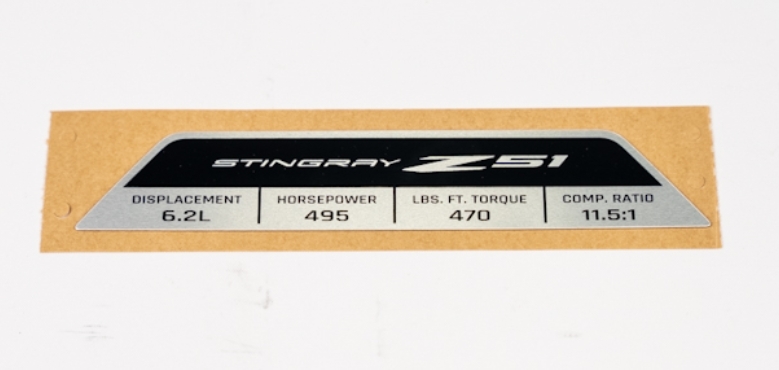 STINGRAY Z51
DISPLACEMENT HORSEPOWER LBS. FT. TORQUE COMP. RATIO
6.2L 495 470 11.5:1